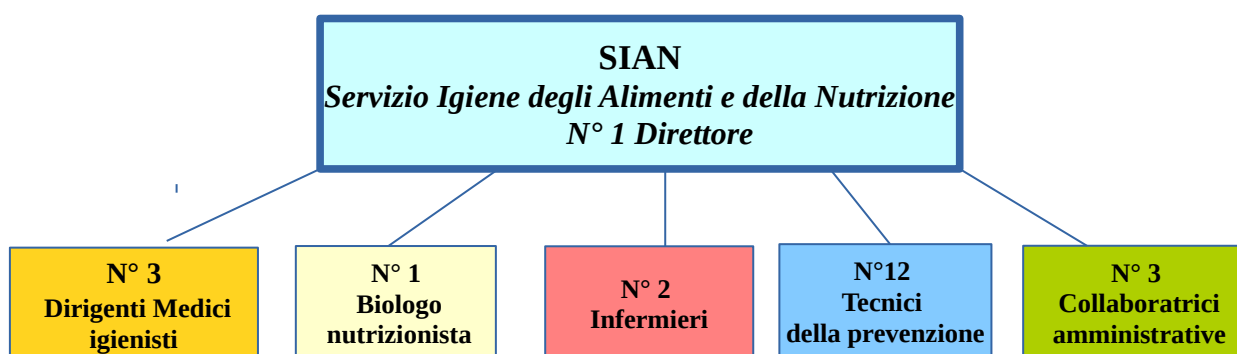 SIAN
Servizio Igiene degli Alimenti e della Nutrizione
N° 1 Direttore
N° 3
Dirigenti Medici
igienisti
N° 1
Biologo
nutrizionista
N° 2
Infermieri
N°12
Tecnici
della prevenzione
N° 3
Collaboratrici
amministrative